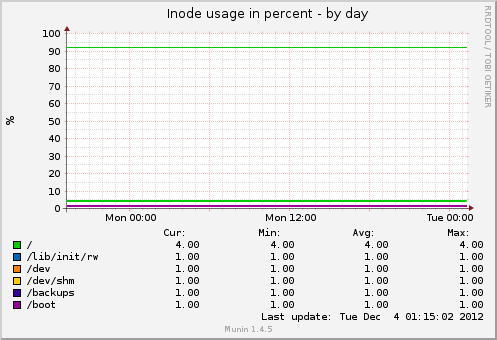 Inode usage in percent - by day
RRDTOOL / TOBI OETIKER
100
90
80
70
60
50
40
30
20
10
0
%
Mon 00:00 Mon 12:00 Tue 00:00
Cur: Min: Avg: Max:
/ 4.00 4.00 4.00 4.00
/lib/init/rw 1.00 1.00 1.00 1.00
/dev 1.00 1.00 1.00 1.00
/dev/shm 1.00 1.00 1.00 1.00
/backups 1.00 1.00 1.00 1.00
/boot 1.00 1.00 1.00 1.00
Last update: Tue Dec 4 01:15:02 2012
Munin 1.4.5